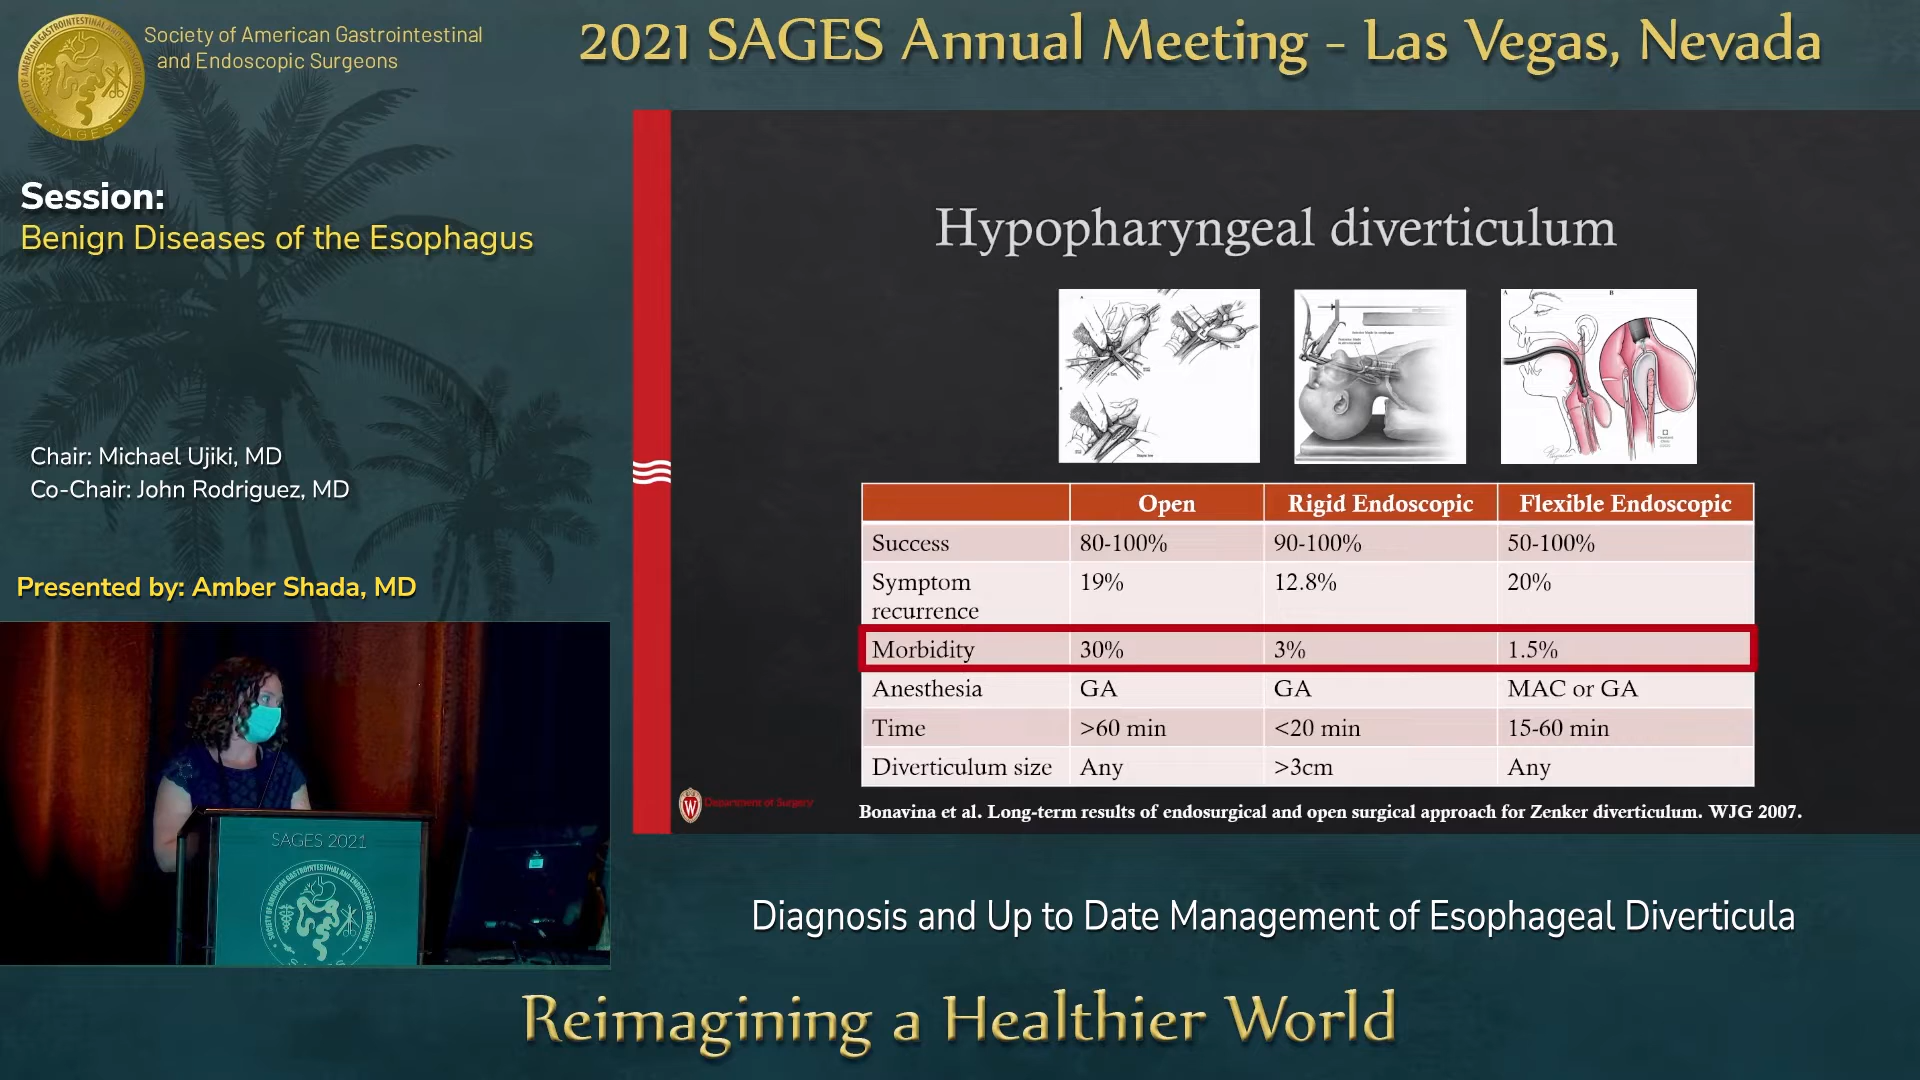 Society of American Gastrointestinal
and Endoscopic Surgeons
2021 SAGES Annual Meeting - Las Vegas, Nevada
SAGES
Session:
Benign Diseases of the Esophagus
Chair: Michael Ujiki, MD
Co-Chair: John Rodriguez, MD
Presented by: Amber Shada, MD
SAGES 2021
Hypopharyngeal diverticulum
A
A B
Open Rigid Endoscopic Flexible Endoscopic
Success 80-100% 90-100% 50-100%
Symptom
recurrence 19% 12.8% 20%
Morbidity 30% 3% 1.5%
Anesthesia GA GA MAC or GA
Time >60 min <20 min 15-60 min
Diverticulum size Any >3cm Any
W
Department of Surgery
Bonavina et al. Long-term results of endosurgical and open surgical approach for Zenker diverticulum. WJG 2007.
Diagnosis and Up to Date Management of Esophageal Diverticula
Reimagining a Healthier World